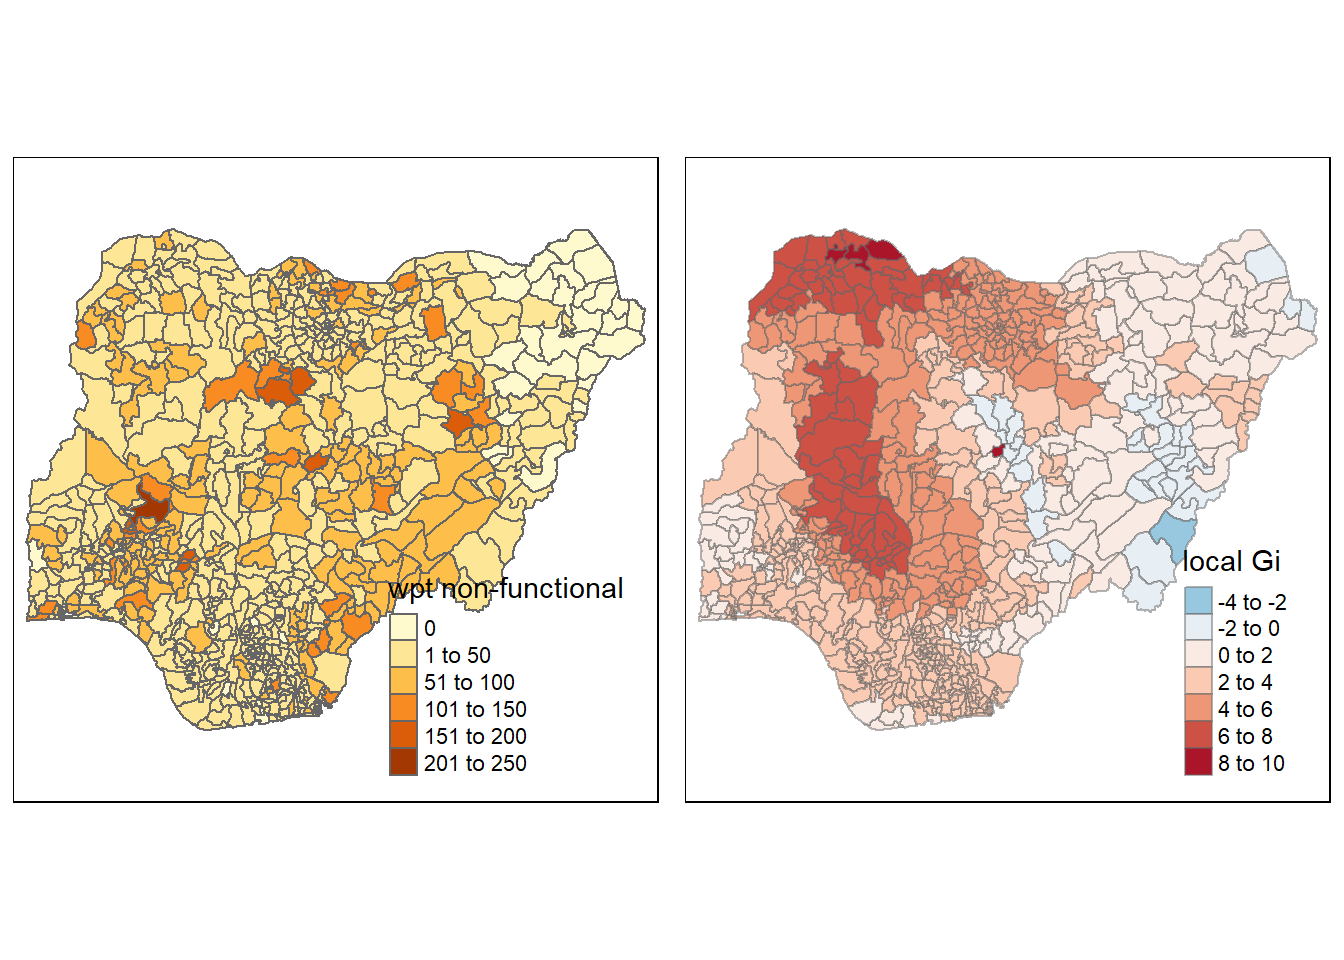 wpt non-functional
0
1 to 50
51 to 100
101 to 150
151 to 200
201 to 250
local Gi
-4 to -2
-2 to 0
0 to 2
2 to 4
4 to 6
6 to 8
8 to 10